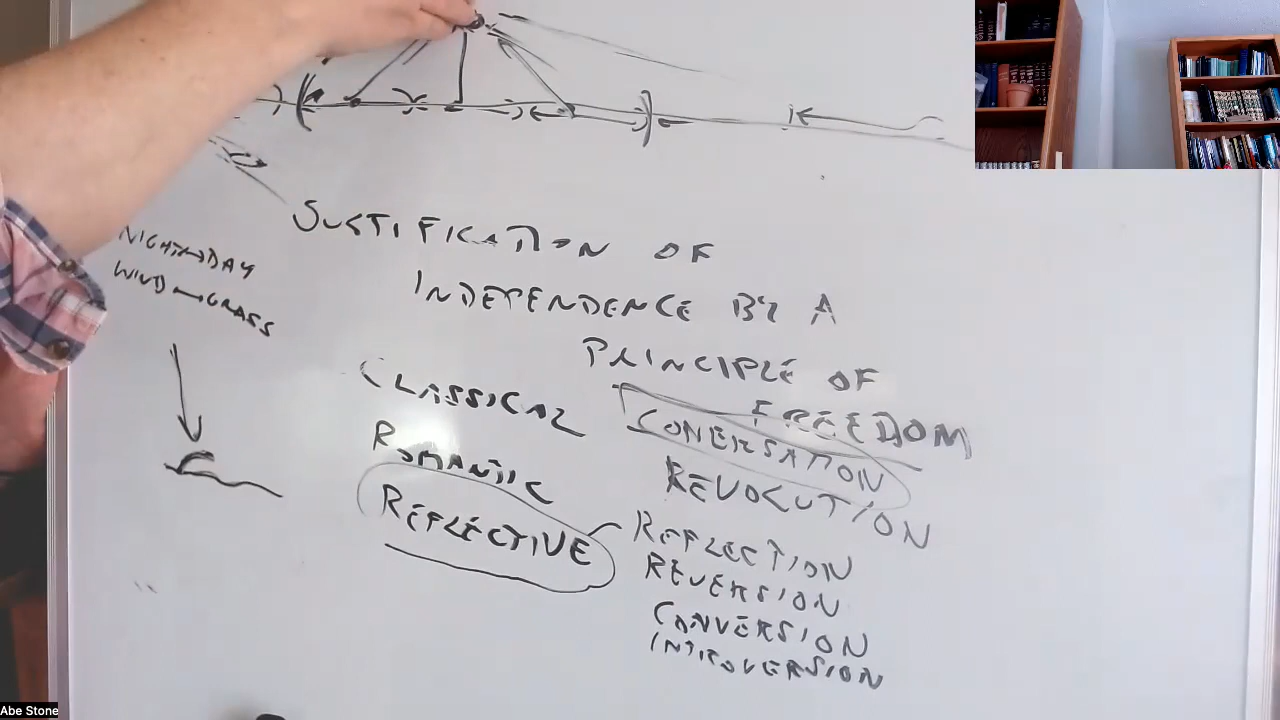 NIGHT↔DAY
WIND↔GRASS
JUSTIFICATION OF
INDEPENDENCE BY A
PRINCIPLE OF
FREEDOM
CLASSICAL
ROMANTIC
REFLECTIVE
CONERSATION
REVOLUTION
REFLECTION
REVERSION
CONVERSION
INTROVERSION
Abe Stone